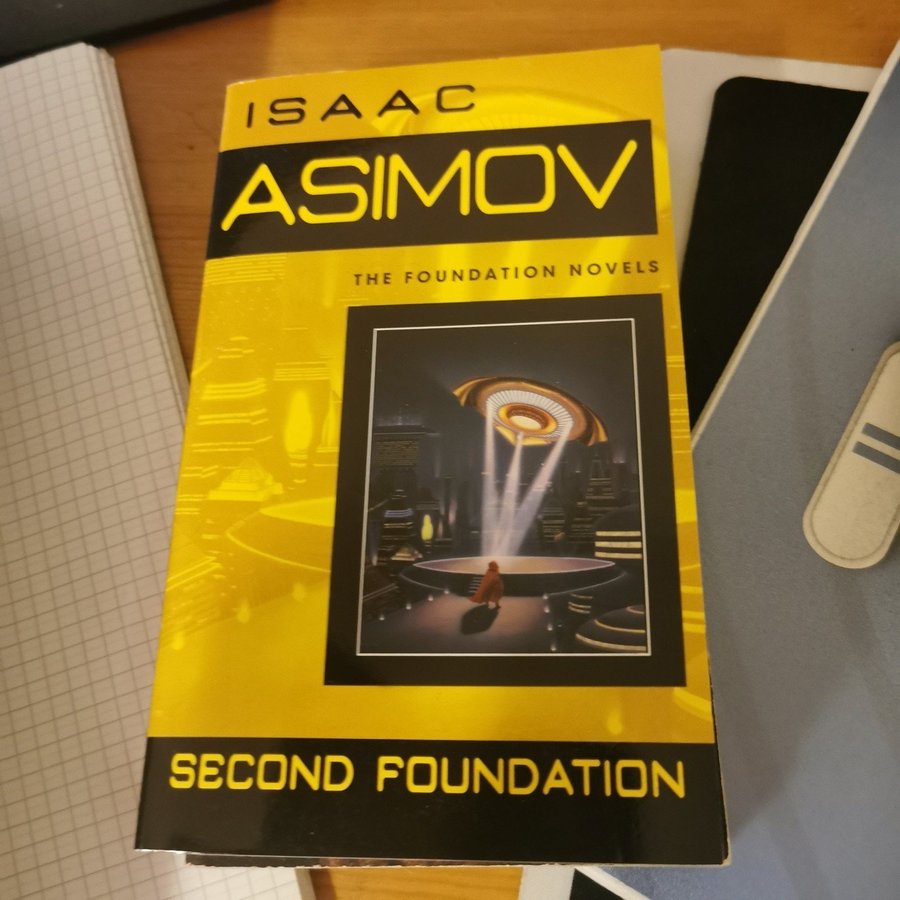 ISAAC
ASIMOV
THE FOUNDATION NOVELS
SECOND FOUNDATION